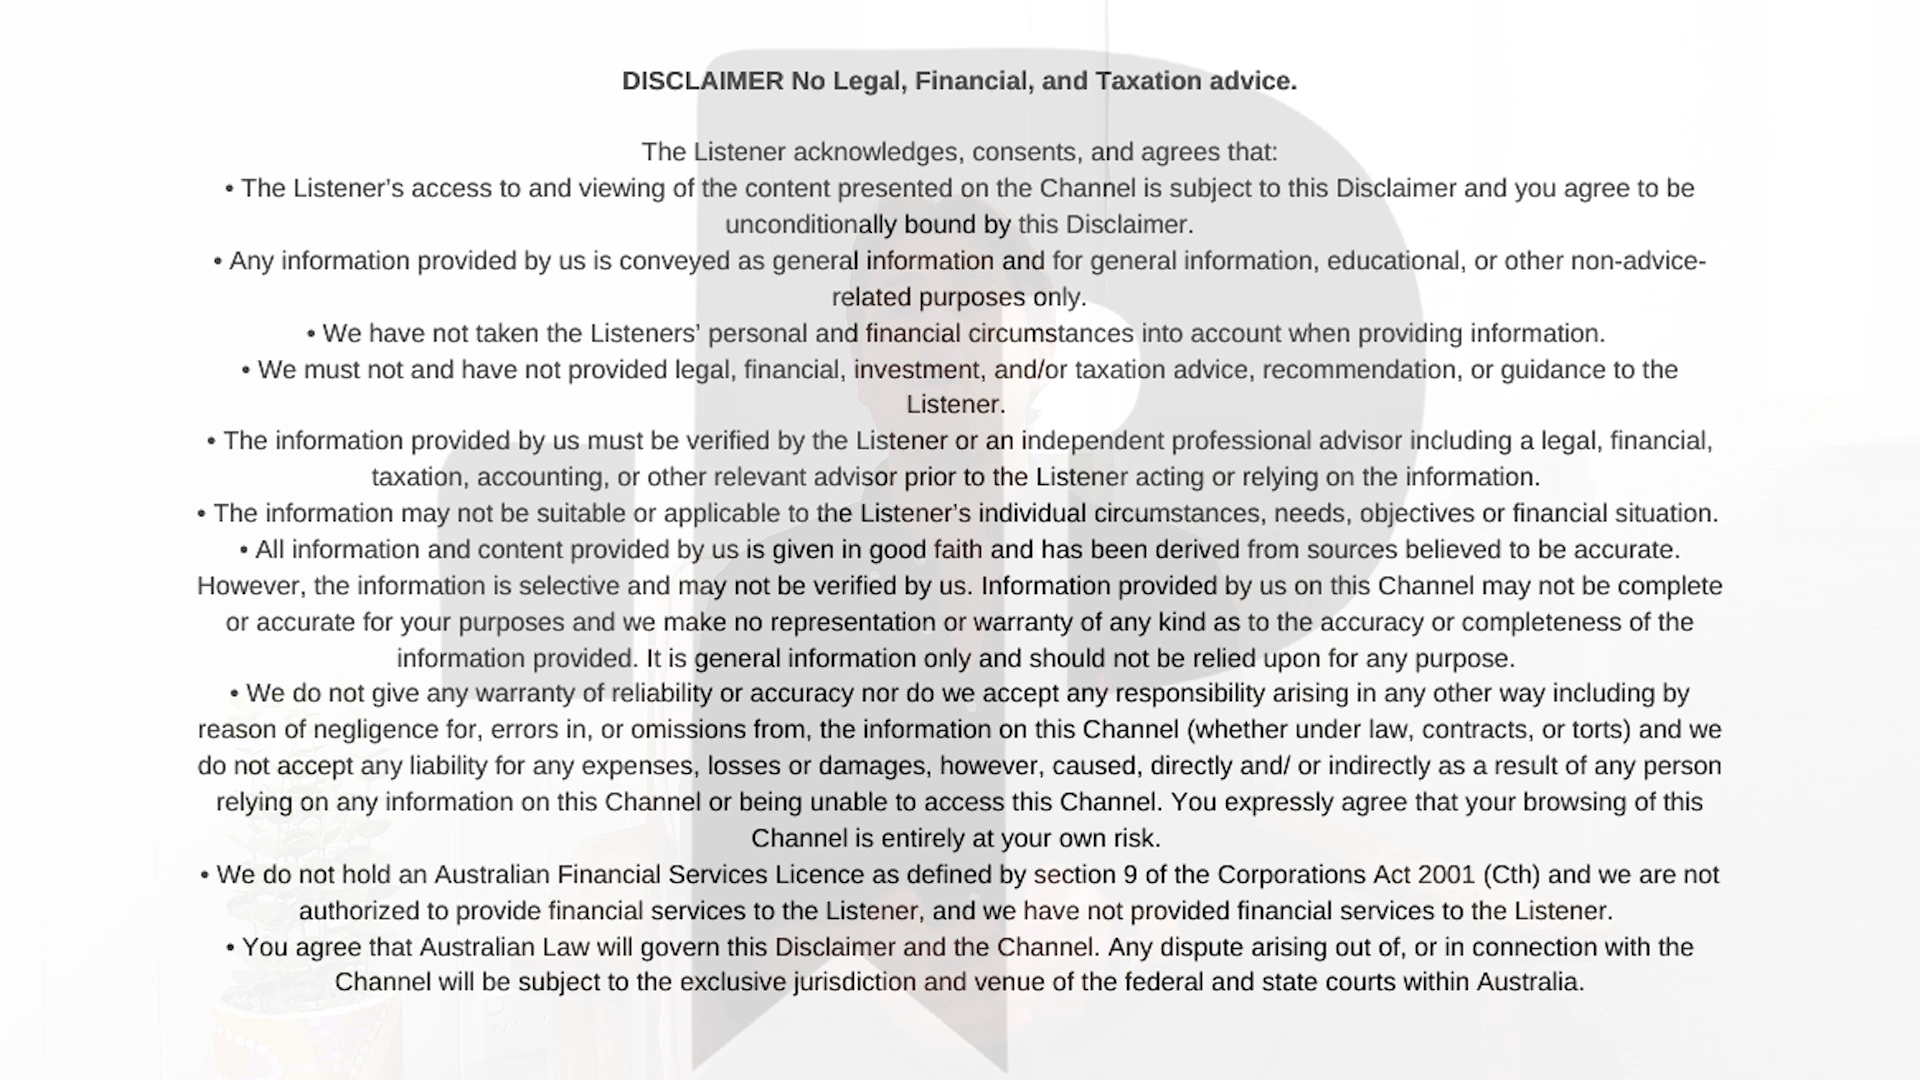 DISCLAIMER No Legal, Financial, and Taxation advice.
The Listener acknowledges, consents, and agrees that:
• The Listener’s access to and viewing of the content presented on the Channel is subject to this Disclaimer and you agree to be
unconditionally bound by this Disclaimer.
• Any information provided by us is conveyed as general information and for general information, educational, or other non-advice-
related purposes only.
• We have not taken the Listeners’ personal and financial circumstances into account when providing information.
• We must not and have not provided legal, financial, investment, and/or taxation advice, recommendation, or guidance to the
Listener.
• The information provided by us must be verified by the Listener or an independent professional advisor including a legal, financial,
taxation, accounting, or other relevant advisor prior to the Listener acting or relying on the information.
• The information may not be suitable or applicable to the Listener’s individual circumstances, needs, objectives or financial situation.
• All information and content provided by us is given in good faith and has been derived from sources believed to be accurate.
However, the information is selective and may not be verified by us. Information provided by us on this Channel may not be complete
or accurate for your purposes and we make no representation or warranty of any kind as to the accuracy or completeness of the
information provided. It is general information only and should not be relied upon for any purpose.
• We do not give any warranty of reliability or accuracy nor do we accept any responsibility arising in any other way including by
reason of negligence for, errors in, or omissions from, the information on this Channel (whether under law, contracts, or torts) and we
do not accept any liability for any expenses, losses or damages, however, caused, directly and/ or indirectly as a result of any person
relying on any information on this Channel or being unable to access this Channel. You expressly agree that your browsing of this
Channel is entirely at your own risk.
• We do not hold an Australian Financial Services Licence as defined by section 9 of the Corporations Act 2001 (Cth) and we are not
authorized to provide financial services to the Listener, and we have not provided financial services to the Listener.
• You agree that Australian Law will govern this Disclaimer and the Channel. Any dispute arising out of, or in connection with the
Channel will be subject to the exclusive jurisdiction and venue of the federal and state courts within Australia.